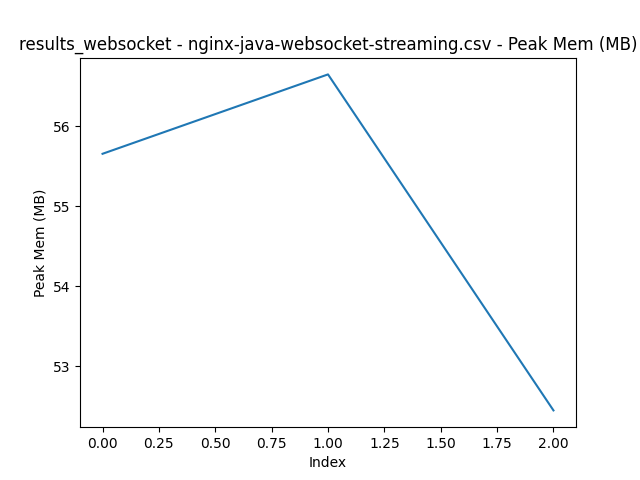 results_websocket - nginx-java-websocket-streaming.csv - Peak Mem (MB)
Peak Mem (MB)
56
55
54
53
0.00 0.25 0.50 0.75 1.00 1.25 1.50 1.75 2.00
Index